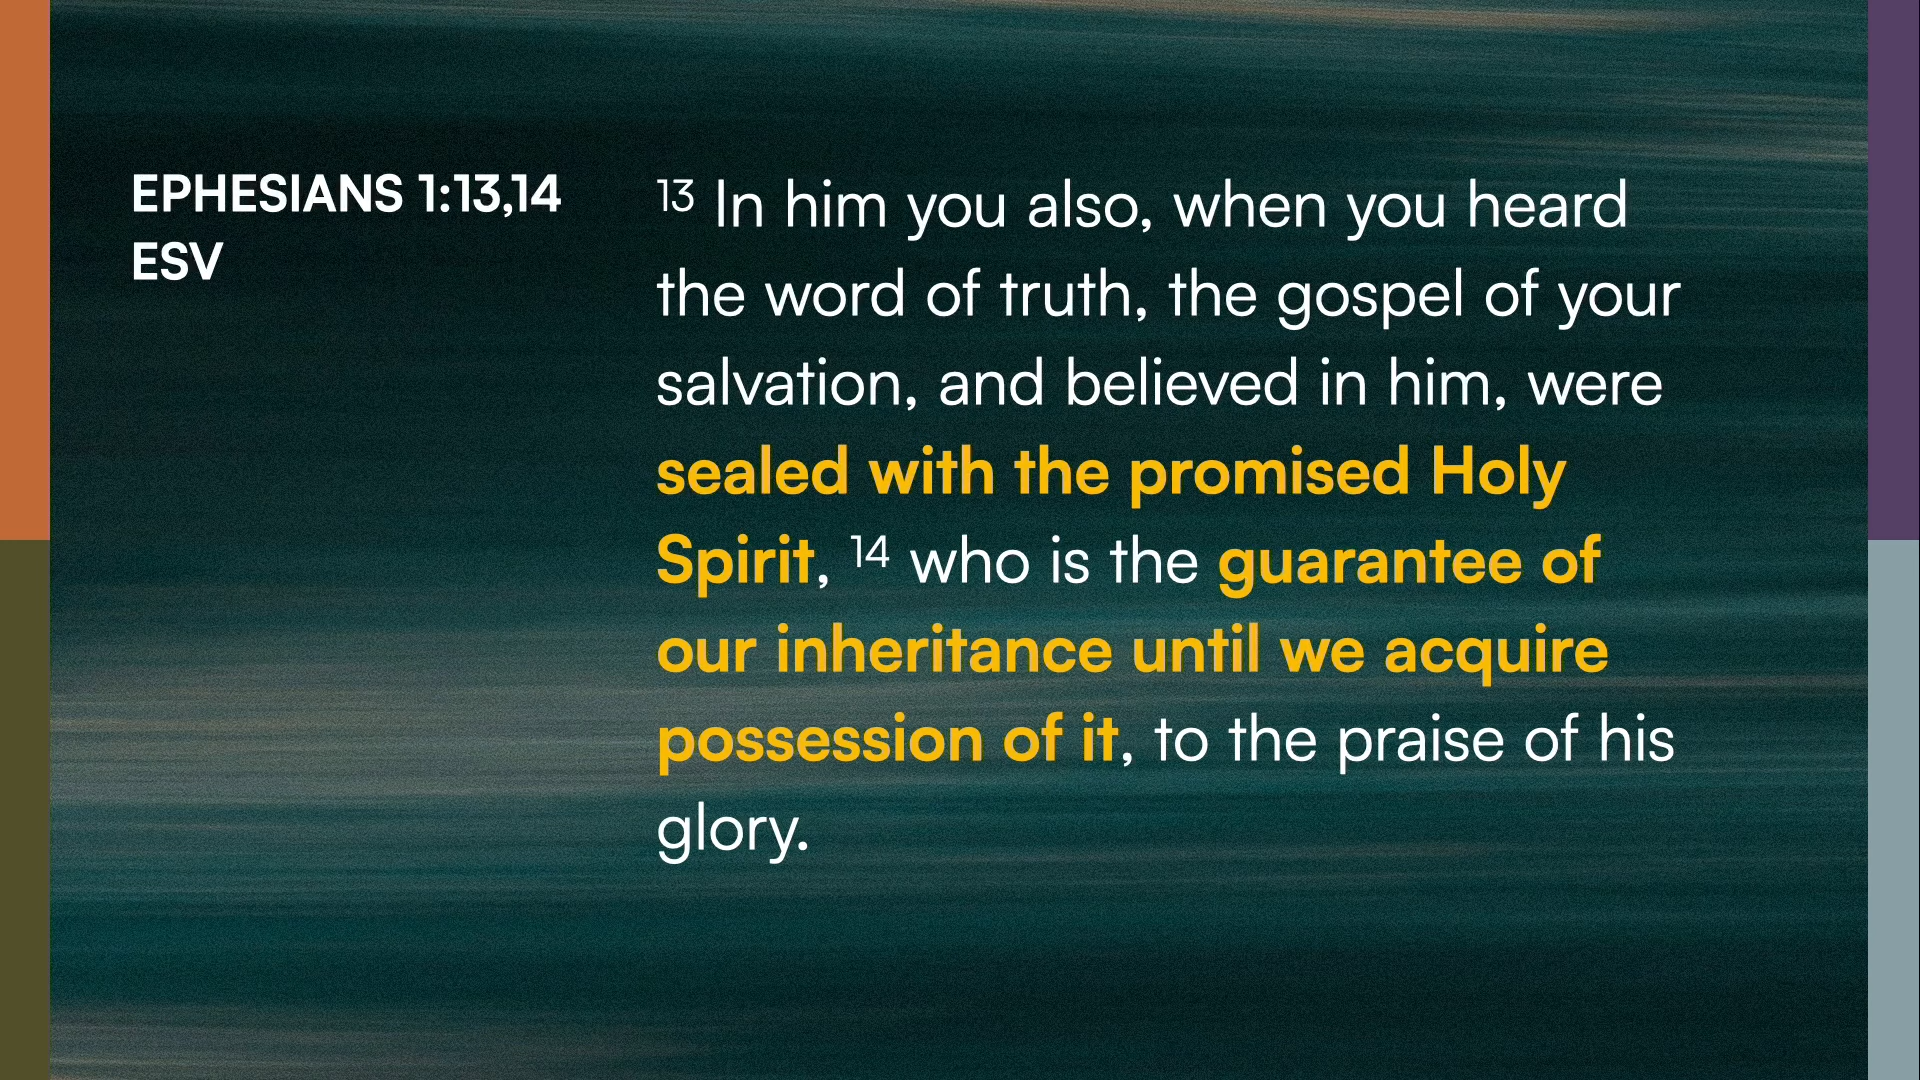 EPHESIANS 1:13,14
ESV
13 In him you also, when you heard
the word of truth, the gospel of your
salvation, and believed in him, were
sealed with the promised Holy
Spirit, 14 who is the guarantee of
our inheritance until we acquire
possession of it, to the praise of his
glory.